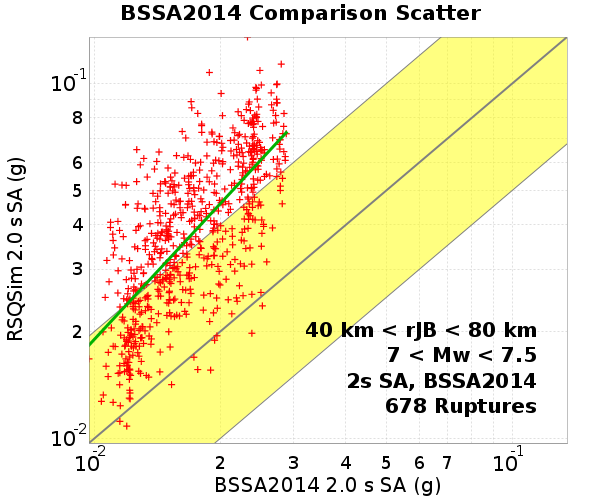 BSSA2014 Comparison Scatter
RSQSim 2.0 s SA (g)
10-1
8
6
5
4
3
2
10-2
40 km < rJB < 80 km
7 < Mw < 7.5
2s SA, BSSA2014
678 Ruptures
10-2 2 3 4 5 6 7 10-1
BSSA2014 2.0 s SA (g)